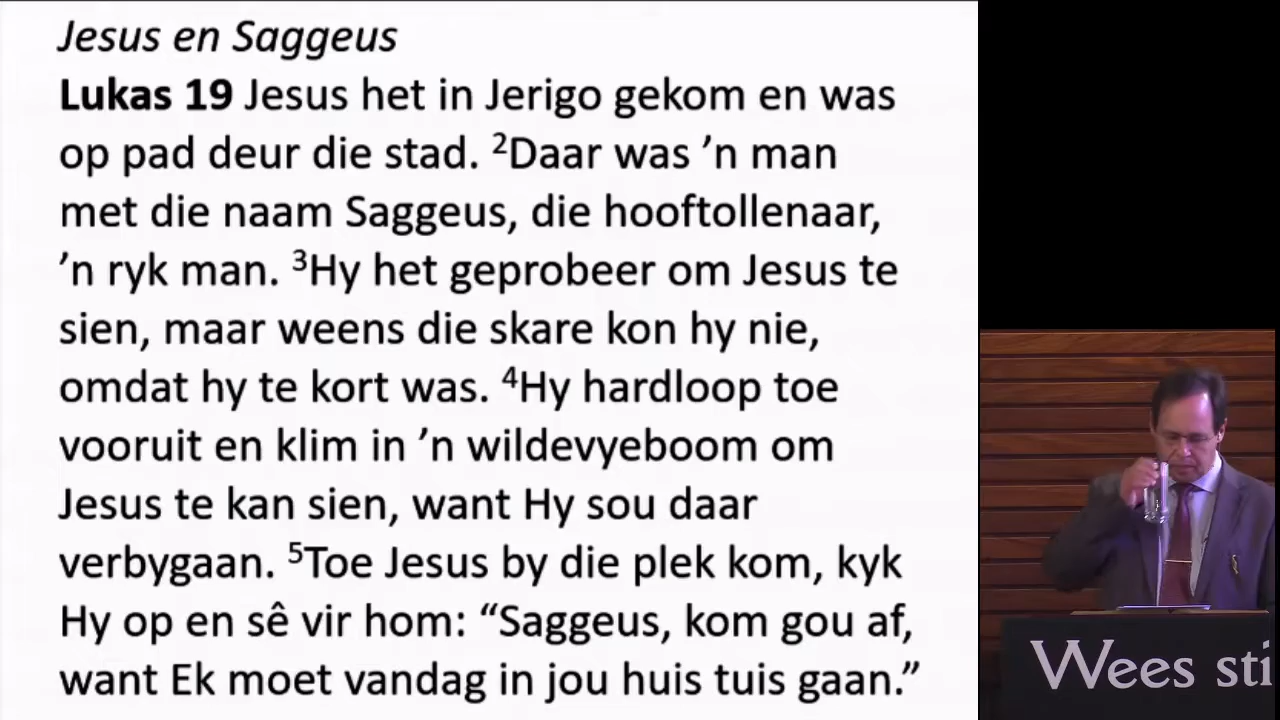 Jesus en Saggeus
Lukas 19 Jesus het in Jerigo gekom en was
op pad deur die stad. ²Daar was ’n man
met die naam Saggeus, die hooftollenaar,
’n ryk man. ³Hy het geprobeer om Jesus te
sien, maar weens die skare kon hy nie,
omdat hy te kort was. ⁴Hy hardloop toe
vooruit en klim in ’n wildevyeboom om
Jesus te kan sien, want Hy sou daar
verbygaan. ⁵Toe Jesus by die plek kom, kyk
Hy op en sê vir hom: “Saggeus, kom gou af,
want Ek moet vandag in jou huis tuis gaan.”
Wees sti